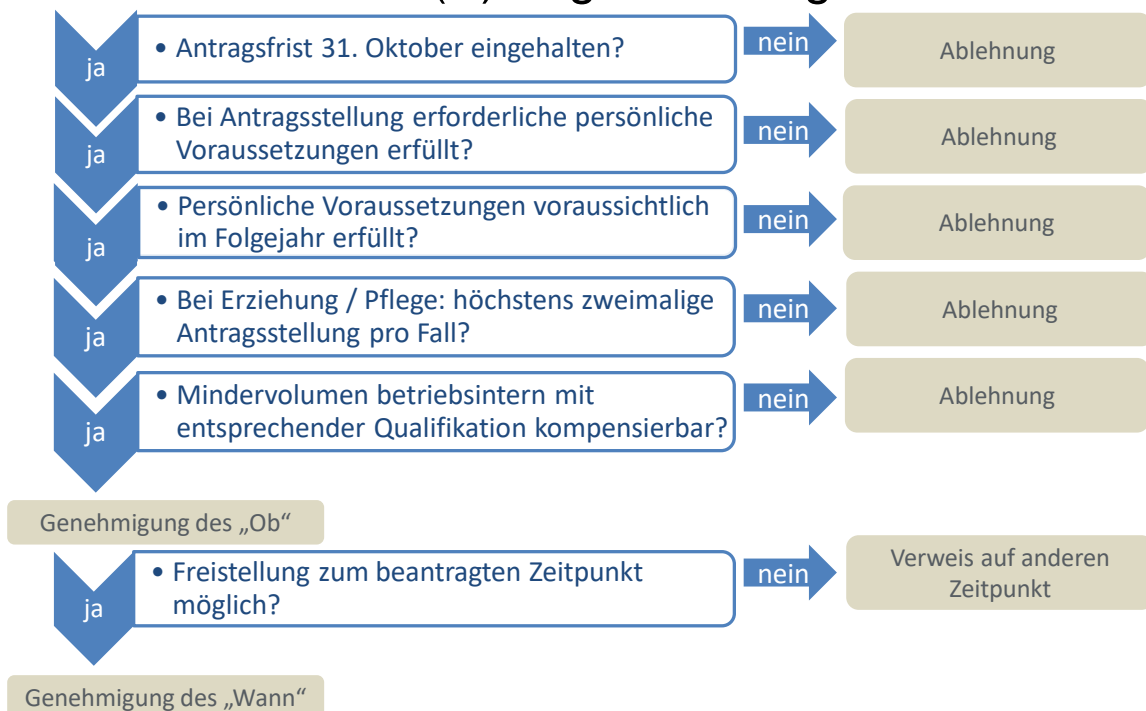 ja
• Antragsfrist 31. Oktober eingehalten?
nein
Ablehnung
ja
• Bei Antragsstellung erforderliche persönliche
Voraussetzungen erfüllt?
nein
Ablehnung
ja
• Persönliche Voraussetzungen voraussichtlich
im Folgejahr erfüllt?
nein
Ablehnung
ja
• Bei Erziehung / Pflege: höchstens zweimalige
Antragsstellung pro Fall?
nein
Ablehnung
ja
• Mindervolumen betriebsintern mit
entsprechender Qualifikation kompensierbar?
nein
Ablehnung
Genehmigung des „Ob“
ja
• Freistellung zum beantragten Zeitpunkt
möglich?
nein
Verweis auf anderen
Zeitpunkt
Genehmigung des „Wann“